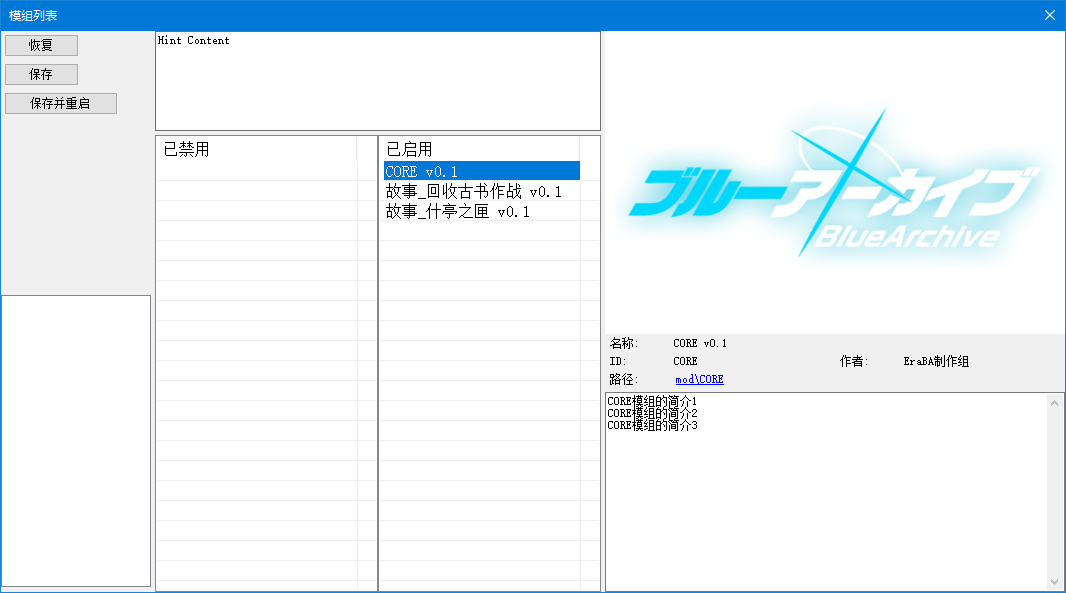 模组列表
恢复
保存
保存并重启
Hint Content
已禁用
已启用
CORE v0.1
故事_回收古书作战 v0.1
故事_什亭之匣 v0.1
ブルーアーカイブ
BlueArchive
名称: CORE v0.1
ID: CORE 作者: EraBA制作组
路径: mod\CORE
CORE模组的简介1
CORE模组的简介2
CORE模组的简介3